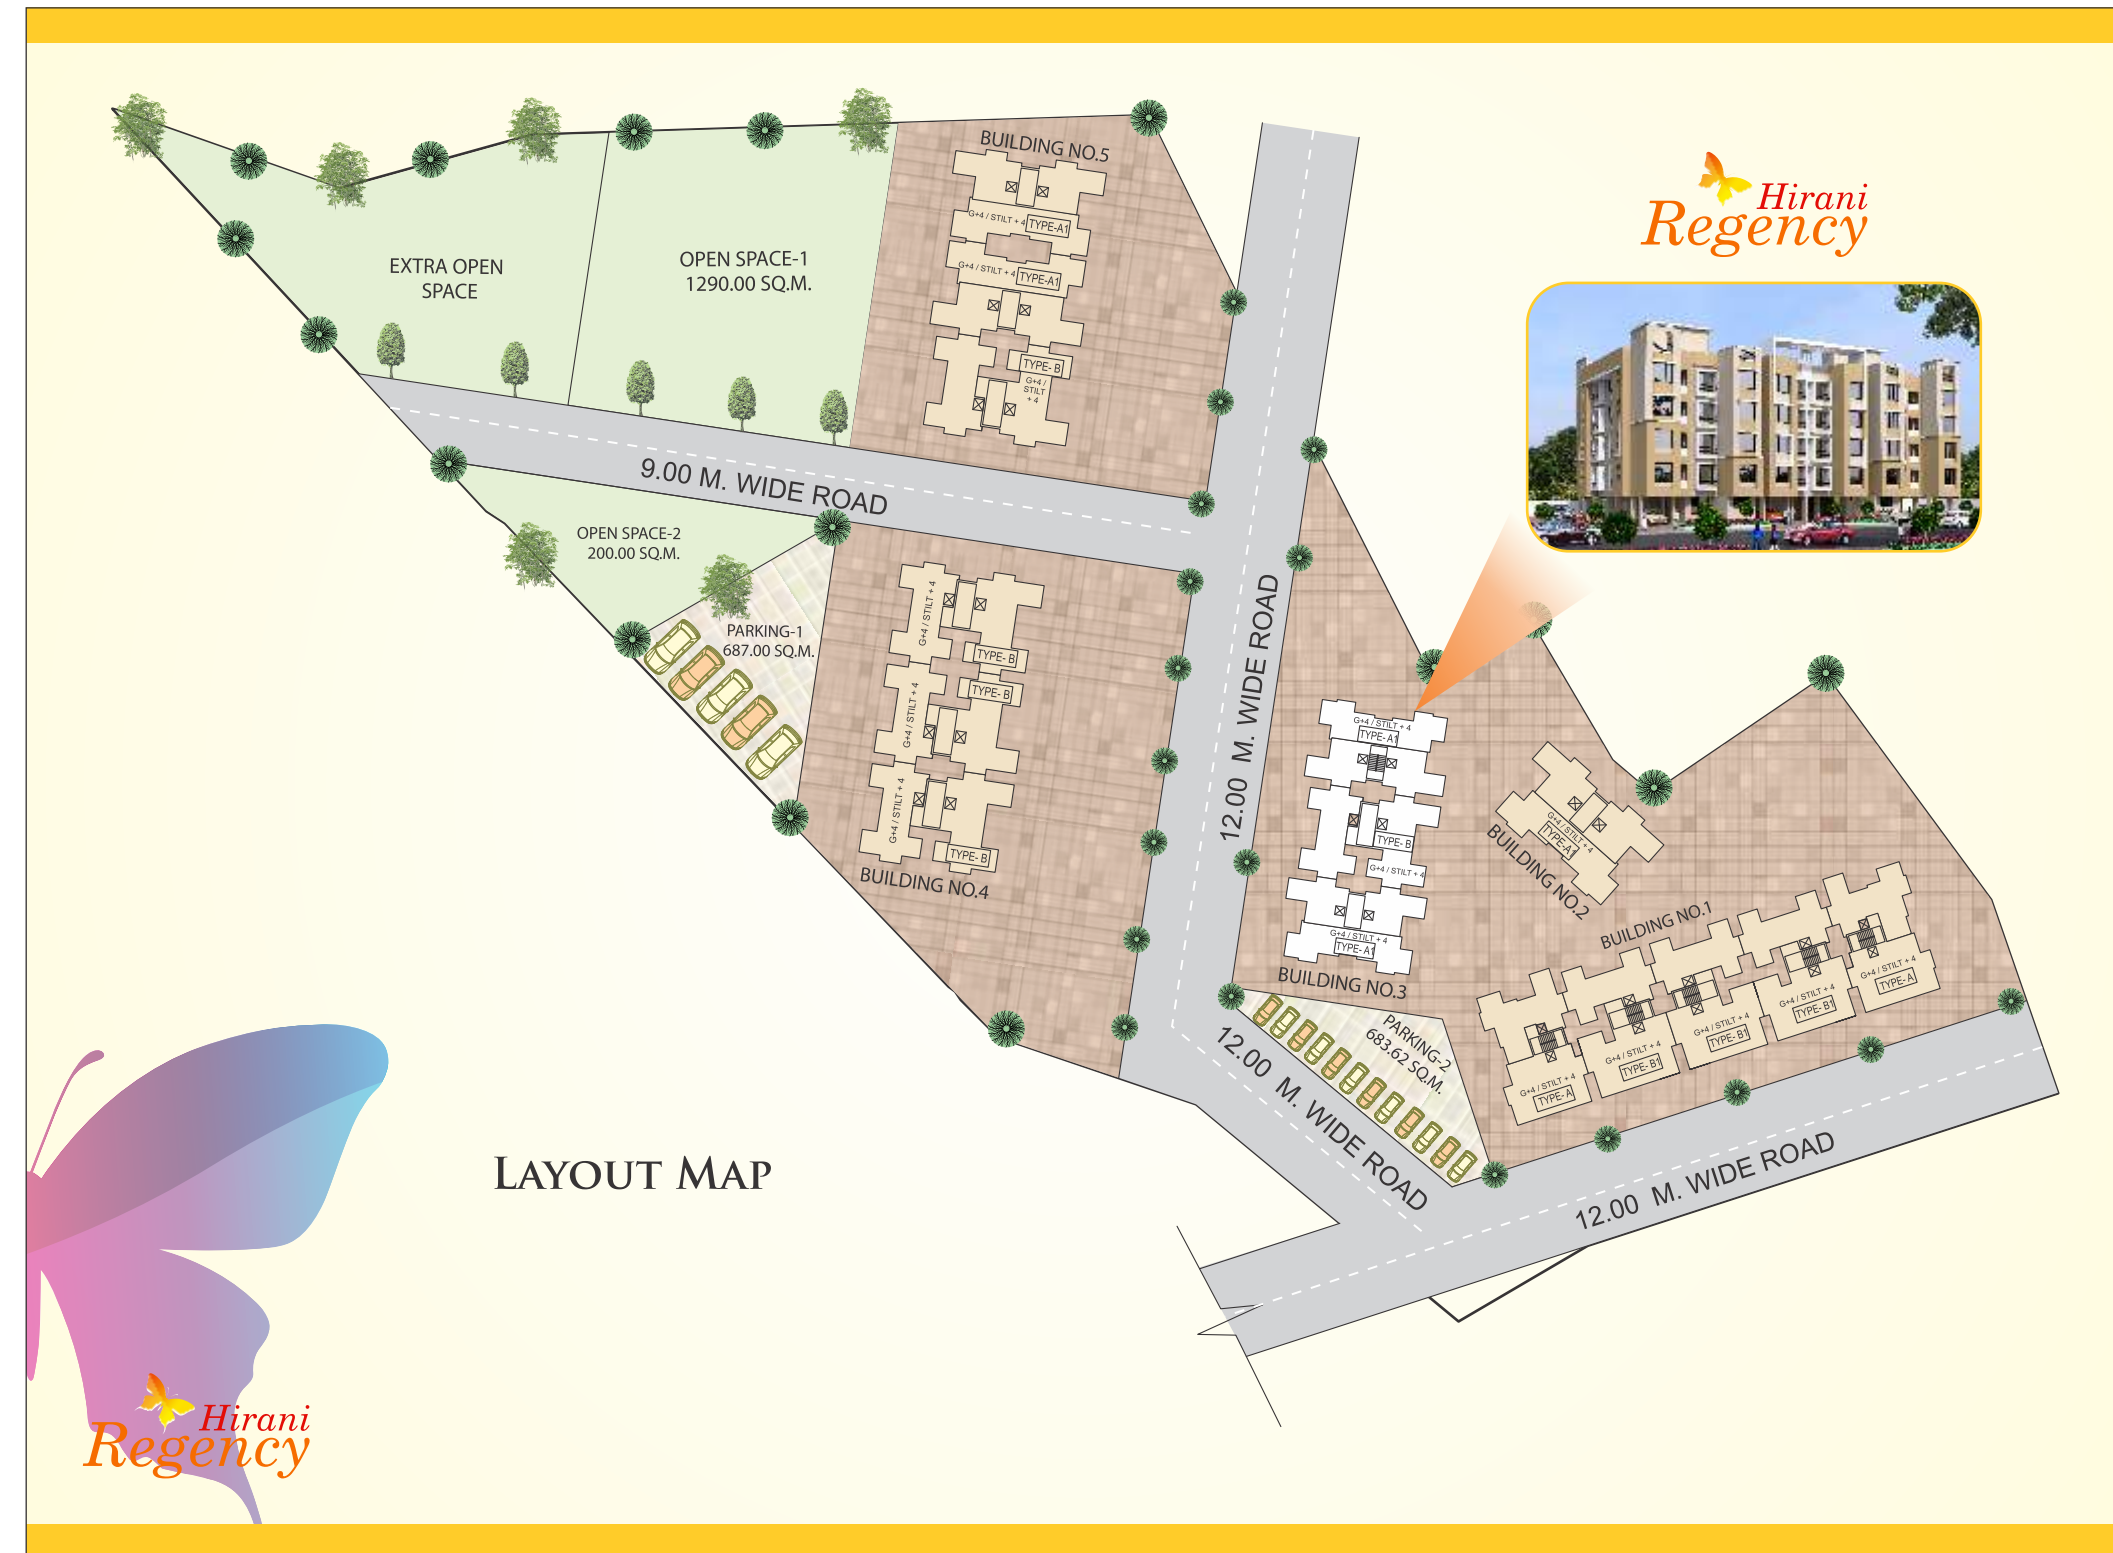 BUILDING NO.5
G+4 / STILT + 4 TYPE-A1
G+4 / STILT + 4 TYPE-A1
TYPE- B
G+4 /
STILT
+ 4
EXTRA OPEN
SPACE
OPEN SPACE-1
1290.00 SQ.M.
Hirani
Regency
9.00 M. WIDE ROAD
OPEN SPACE-2
200.00 SQ.M.
PARKING-1
687.00 SQ.M.
G+4 / STILT + 4
TYPE- B
TYPE- B
G+4 / STILT + 4
G+4 / STILT + 4
TYPE- B
BUILDING NO.4
12.00 M. WIDE ROAD
G+4 / STILT + 4
TYPE- A1
TYPE- B
G+4 / STILT + 4
G+4 / STILT + 4
TYPE- A1
BUILDING NO.3
G+4 / STILT + 4
TYPE-A1
BUILDING NO.2
BUILDING NO.1
G+4 / STILT + 4
TYPE- A
G+4 / STILT + 4
TYPE- B1
G+4 / STILT + 4
TYPE- B1
G+4 / STILT + 4
TYPE- B1
G+4 / STILT + 4
TYPE- A
PARKING-2
683.62 SQ.M.
12.00 M. WIDE ROAD
12.00 M. WIDE ROAD
Layout Map
Hirani
Regency